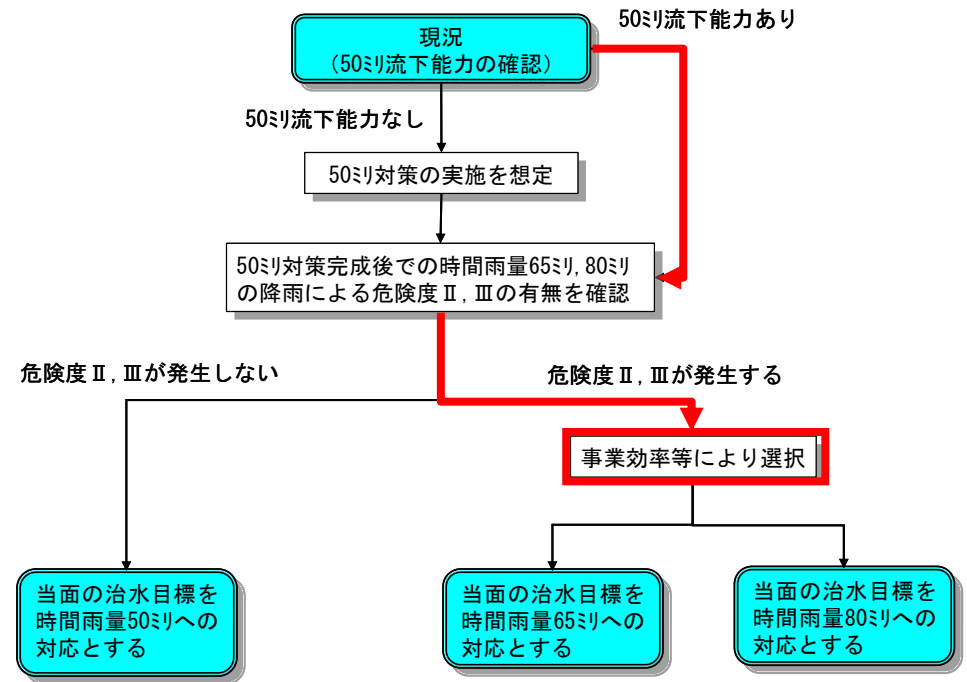 50ﾐﾘ流下能力あり
現況
（50ﾐﾘ流下能力の確認）
50ﾐﾘ流下能力なし
50ﾐﾘ対策の実施を想定
50ﾐﾘ対策完成後での時間雨量65ﾐﾘ,80ﾐﾘ
の降雨による危険度Ⅱ,Ⅲの有無を確認
危険度Ⅱ,Ⅲが発生しない
危険度Ⅱ,Ⅲが発生する
事業効率等により選択
当面の治水目標を
時間雨量50ﾐﾘへの
対応とする
当面の治水目標を
時間雨量65ﾐﾘへの
対応とする
当面の治水目標を
時間雨量80ﾐﾘへの
対応とする